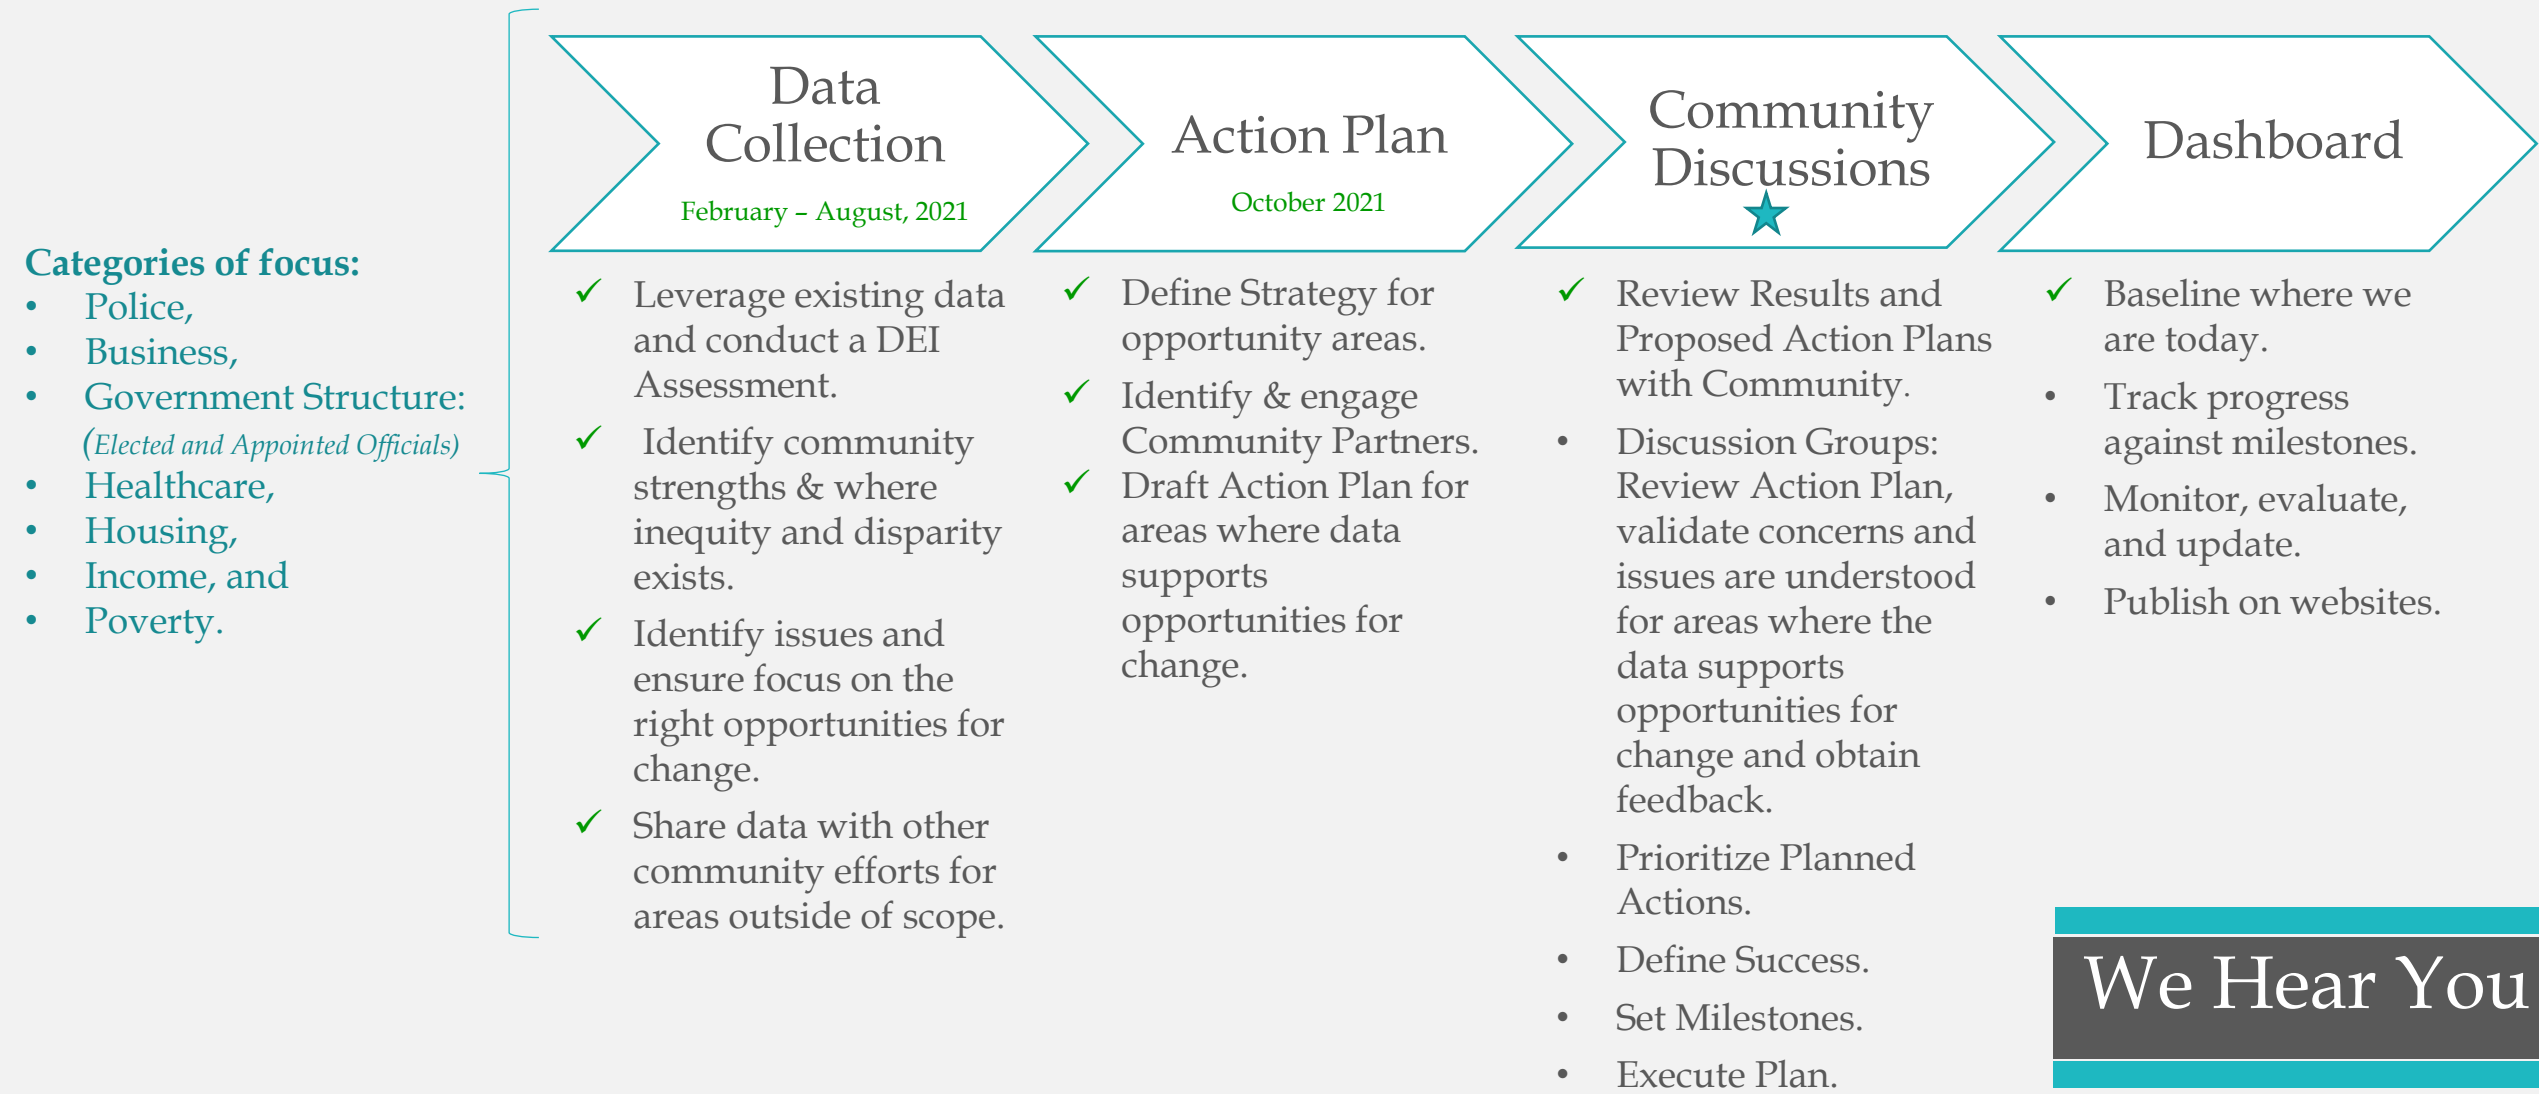 Categories of focus:
• Police,
• Business,
• Government Structure:
(Elected and Appointed Officials)
• Healthcare,
• Housing,
• Income, and
• Poverty.
Data
Collection
February – August, 2021
✓ Leverage existing data
and conduct a DEI
Assessment.
✓ Identify community
strengths & where
inequity and disparity
exists.
✓ Identify issues and
ensure focus on the
right opportunities for
change.
✓ Share data with other
community efforts for
areas outside of scope.
Action Plan
October 2021
✓ Define Strategy for
opportunity areas.
✓ Identify & engage
Community Partners.
✓ Draft Action Plan for
areas where data
supports
opportunities for
change.
Community
Discussions
✓ Review Results and
Proposed Action Plans
with Community.
• Discussion Groups:
Review Action Plan,
validate concerns and
issues are understood
for areas where the
data supports
opportunities for
change and obtain
feedback.
• Prioritize Planned
Actions.
• Define Success.
• Set Milestones.
• Execute Plan.
Dashboard
✓ Baseline where we
are today.
• Track progress
against milestones.
• Monitor, evaluate,
and update.
• Publish on websites.
We Hear You